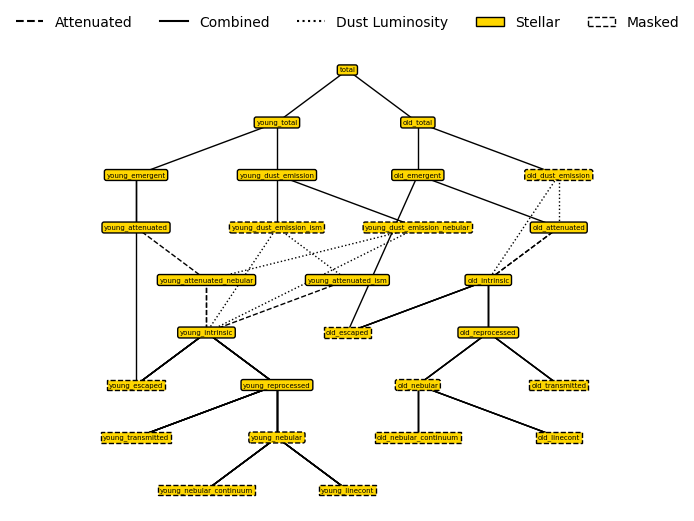 Attenuated Combined Dust Luminosity Stellar Masked
total
young_total old_total
young_emergent young_dust_emission old_emergent old_dust_emission
young_attenuated young_dust_emission_ism young_dust_emission_nebular old_attenuated
young_attenuated_nebular young_attenuated_ism old_intrinsic
young_intrinsic old_escaped old_reprocessed
young_escaped young_reprocessed old_nebular old_transmitted
young_transmitted young_nebular old_nebular_continuum old_linecont
young_nebular_continuum young_linecont